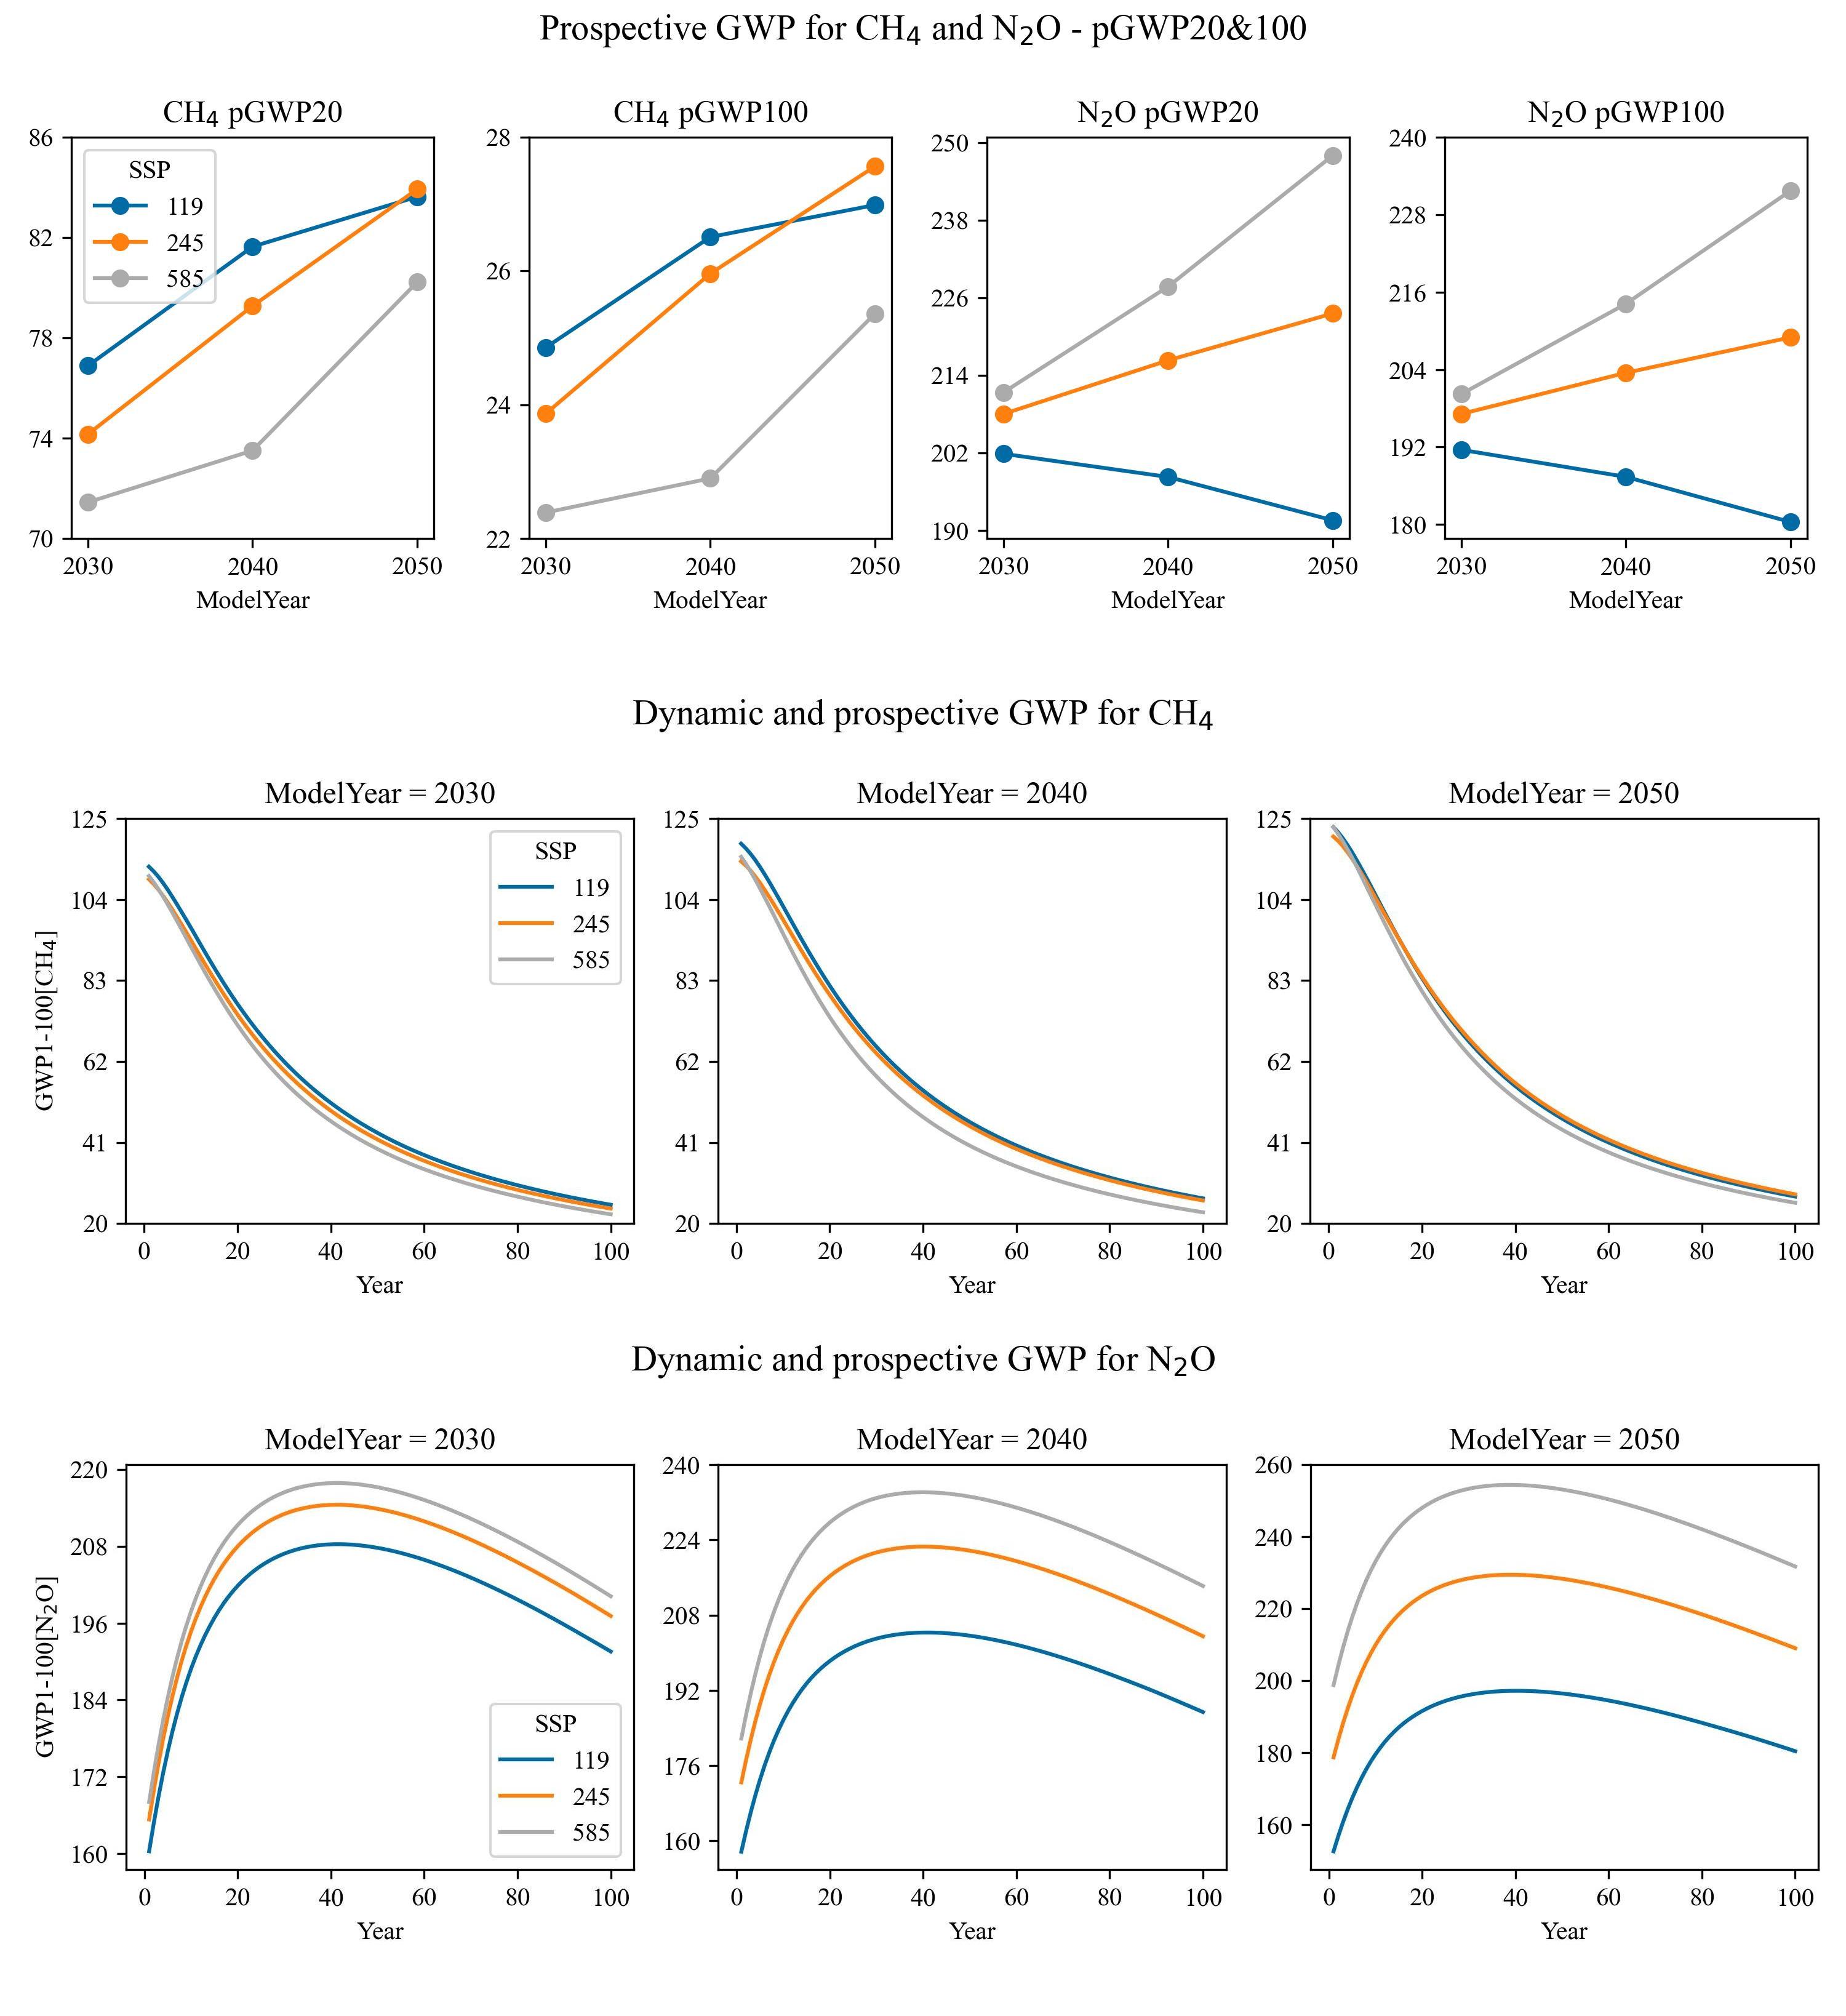 Prospective GWP for CH₄ and N₂O - pGWP20&100
CH₄ pGWP20
86
82
78
74
70
SSP
119
245
585
2030 2040 2050
ModelYear
CH₄ pGWP100
28
26
24
22
2030 2040 2050
ModelYear
N₂O pGWP20
250
238
226
214
202
190
2030 2040 2050
ModelYear
N₂O pGWP100
240
228
216
204
192
180
2030 2040 2050
ModelYear
Dynamic and prospective GWP for CH₄
ModelYear = 2030
GWP1-100[CH₄]
125
104
83
62
41
20
SSP
119
245
585
0 20 40 60 80 100
Year
ModelYear = 2040
125
104
83
62
41
20
0 20 40 60 80 100
Year
ModelYear = 2050
125
104
83
62
41
20
0 20 40 60 80 100
Year
Dynamic and prospective GWP for N₂O
ModelYear = 2030
GWP1-100[N₂O]
220
208
196
184
172
160
SSP
119
245
585
0 20 40 60 80 100
Year
ModelYear = 2040
240
224
208
192
176
160
0 20 40 60 80 100
Year
ModelYear = 2050
260
240
220
200
180
160
0 20 40 60 80 100
Year